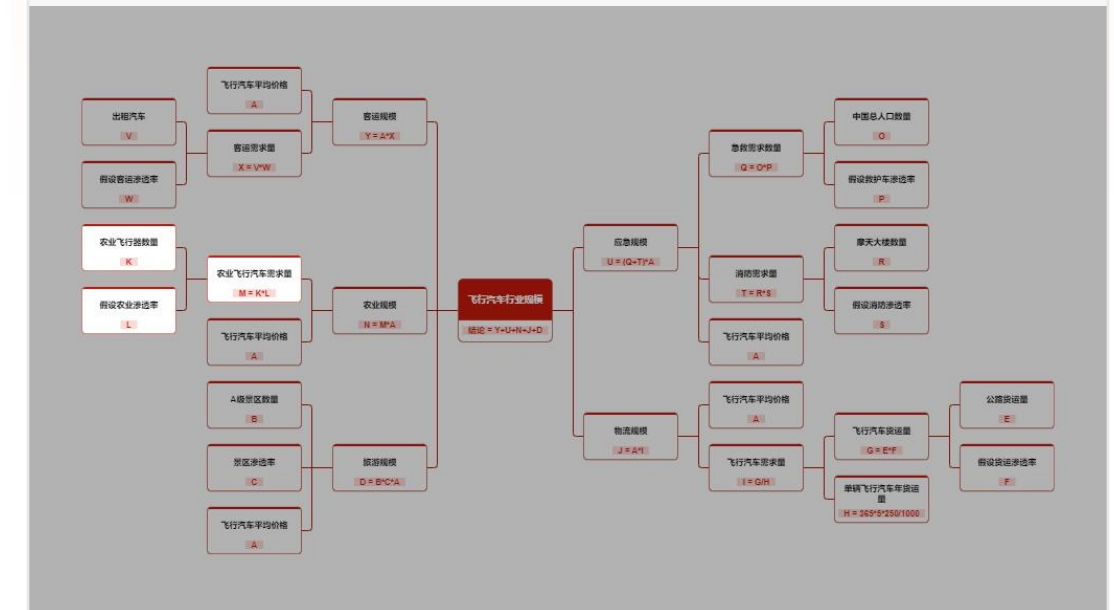 飞行汽车平均价格
A
出租汽车
V
客运规模
Y = A*X
客运需求量
X = V*W
假设客运渗透率
W
农业飞行器数量
K
农业飞行汽车需求量
M = K*L
假设农业渗透率
L
农业规模
N = M*A
飞行汽车平均价格
A
A级景区数量
B
景区渗透率
C
旅游规模
D = B*C*A
飞行汽车平均价格
A
飞行汽车行业规模
结论 = Y+U+N+J+D
中国总人口数量
O
急救需求数量
Q = O*P
假设救护车渗透率
P
应急规模
U = (Q+T)*A
摩天大楼数量
R
消防需求量
T = R*S
假设消防渗透率
S
飞行汽车平均价格
A
飞行汽车平均价格
A
物流规模
J = A*I
公路货运量
E
飞行汽车货运量
G = E*F
飞行汽车需求量
I = G/H
假设货运渗透率
F
单辆飞行汽车年货运
量
H = 365*5*250/1000